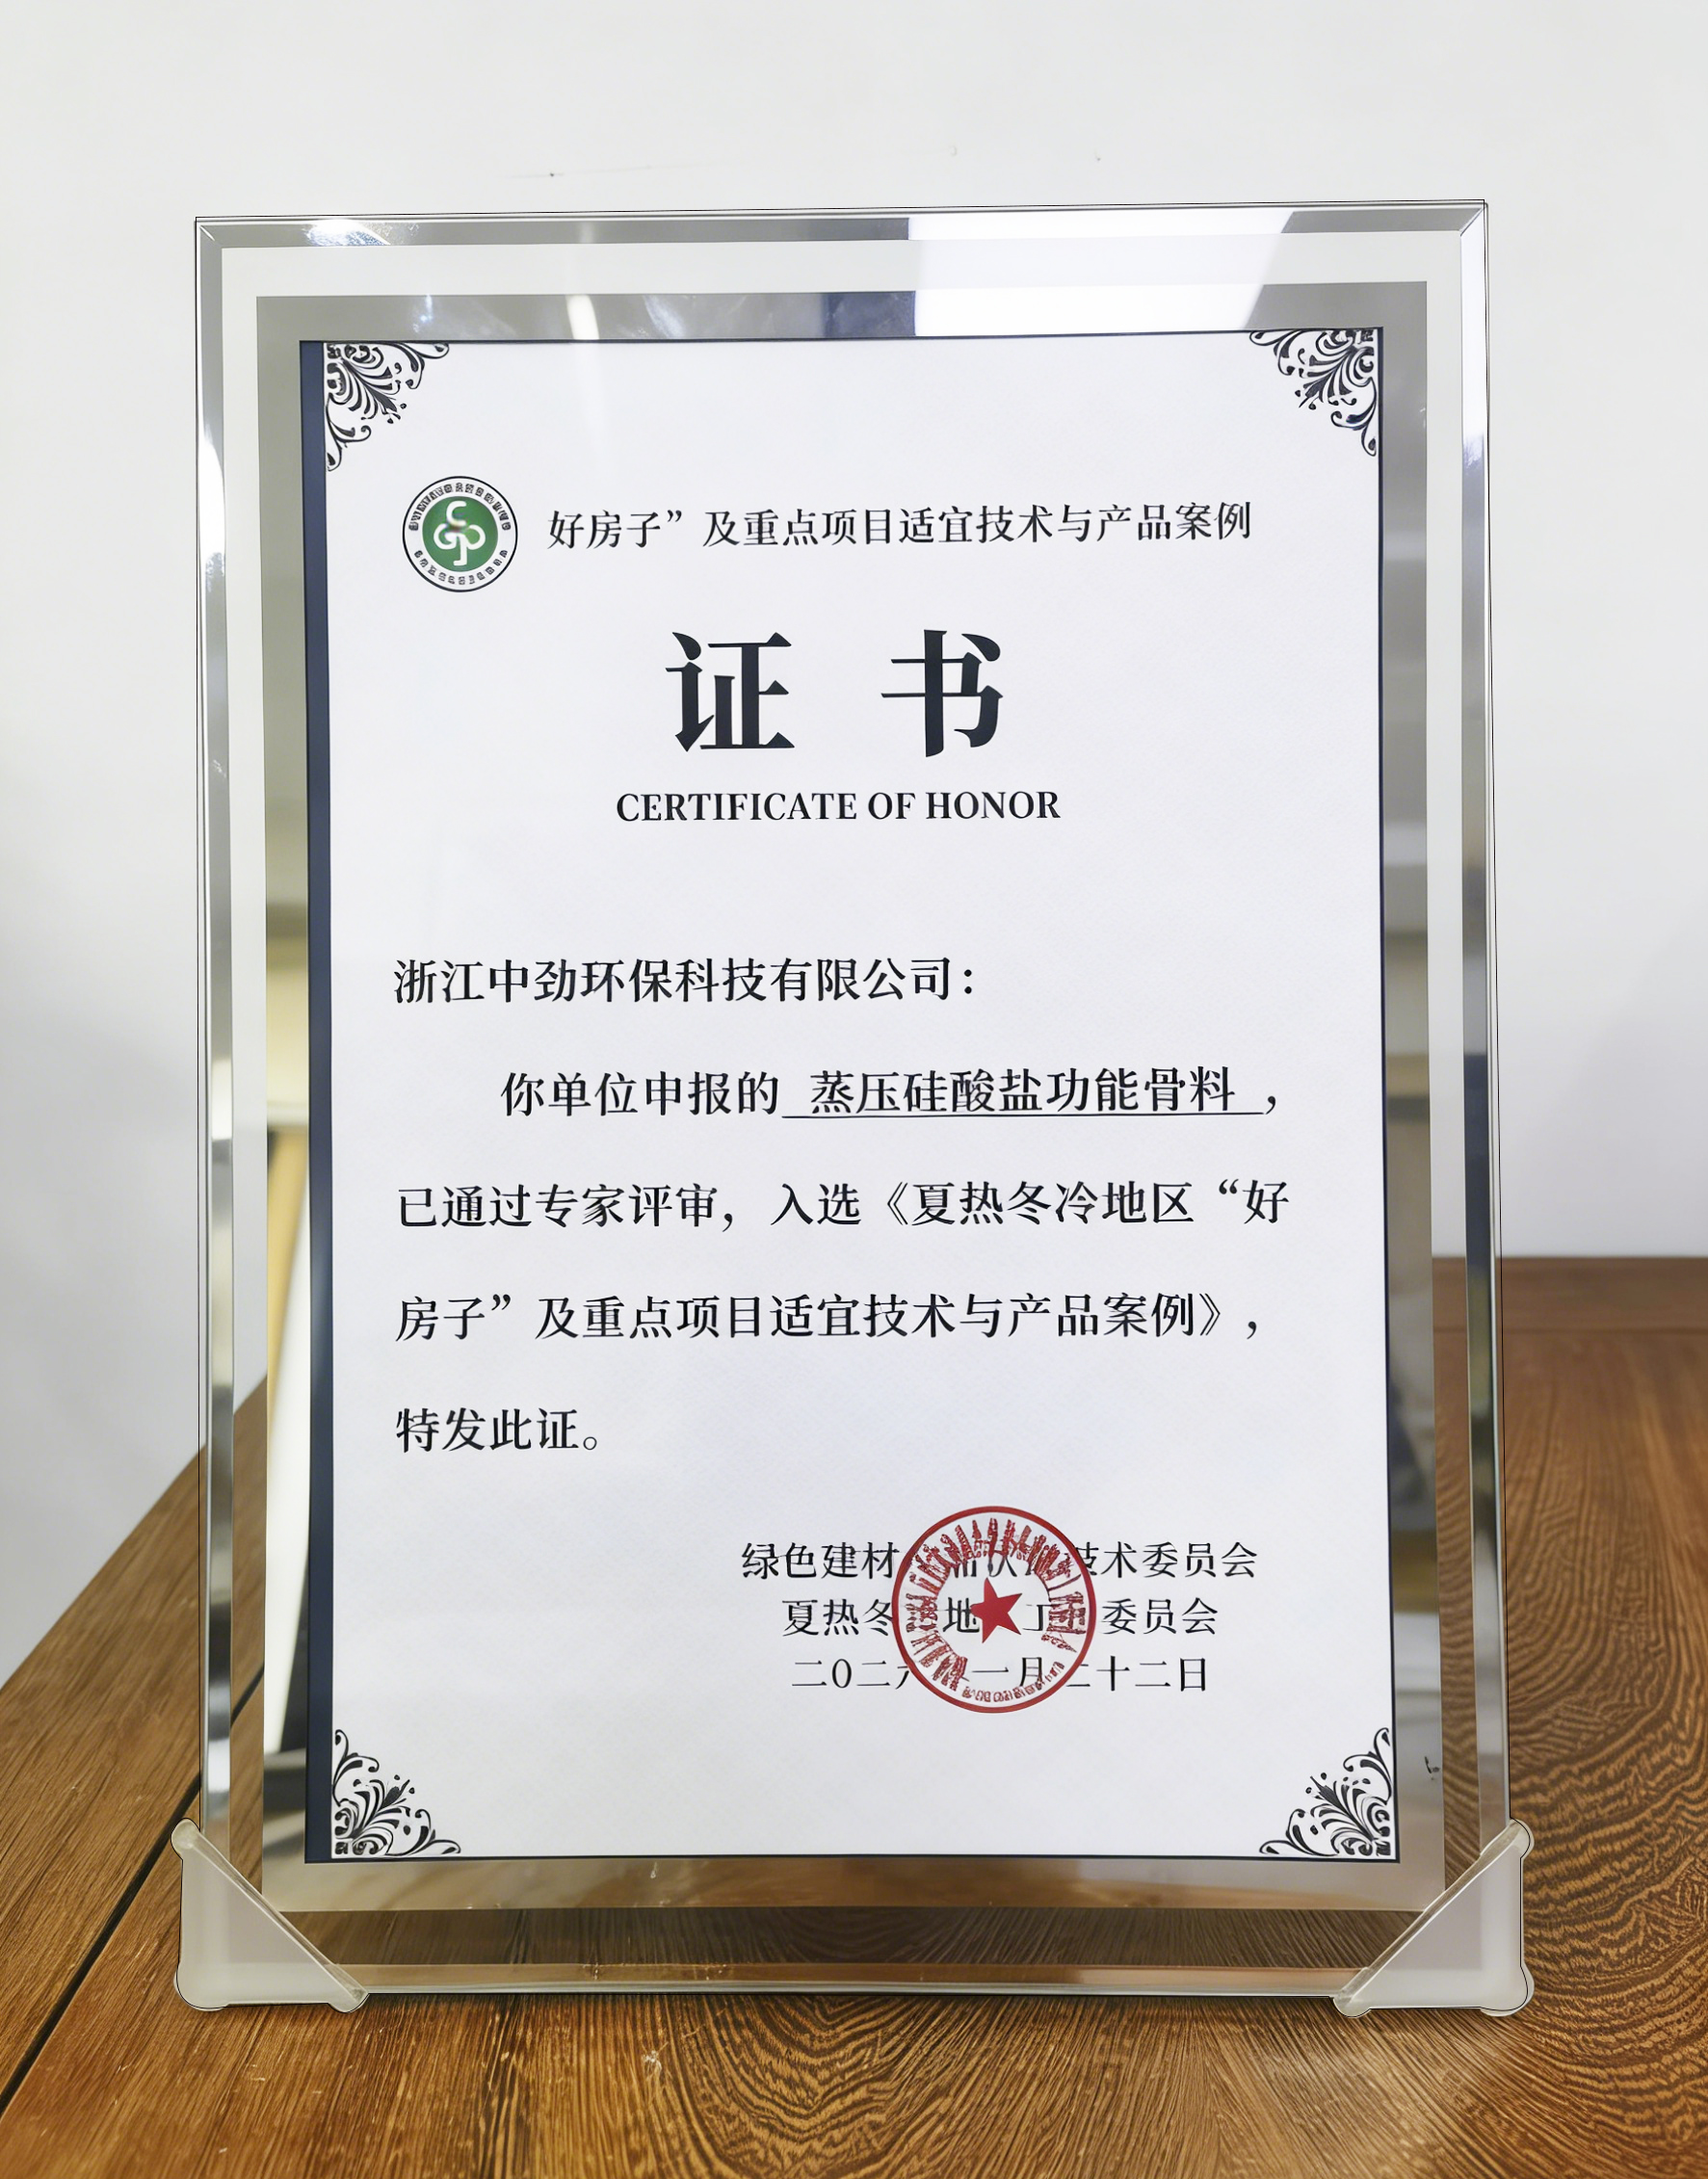 好房子”及重点项目适宜技术与产品案例
证 书
CERTIFICATE OF HONOR
浙江中劲环保科技有限公司：
你单位申报的 蒸压硅酸盐功能骨料 ，
已通过专家评审，入选《夏热冬冷地区“好
房子”及重点项目适宜技术与产品案例》，
特发此证。
绿色建材 技术委员会
夏热冬 地 委员会
二0二六 一月 十二日